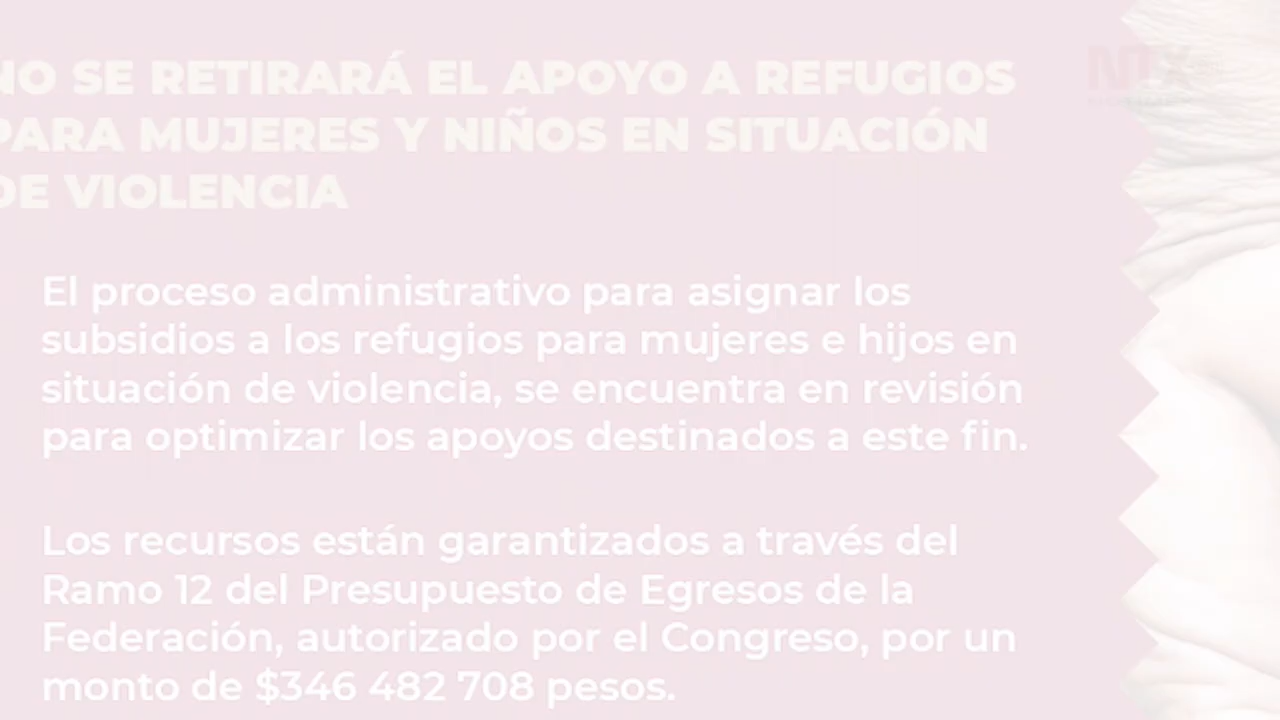 NO SE RETIRARÁ EL APOYO A REFUGIOS
PARA MUJERES Y NIÑOS EN SITUACIÓN
DE VIOLENCIA
El proceso administrativo para asignar los
subsidios a los refugios para mujeres e hijos en
situación de violencia, se encuentra en revisión
para optimizar los apoyos destinados a este fin.
Los recursos están garantizados a través del
Ramo 12 del Presupuesto de Egresos de la
Federación, autorizado por el Congreso, por un
monto de $346 482 708 pesos.
NTX